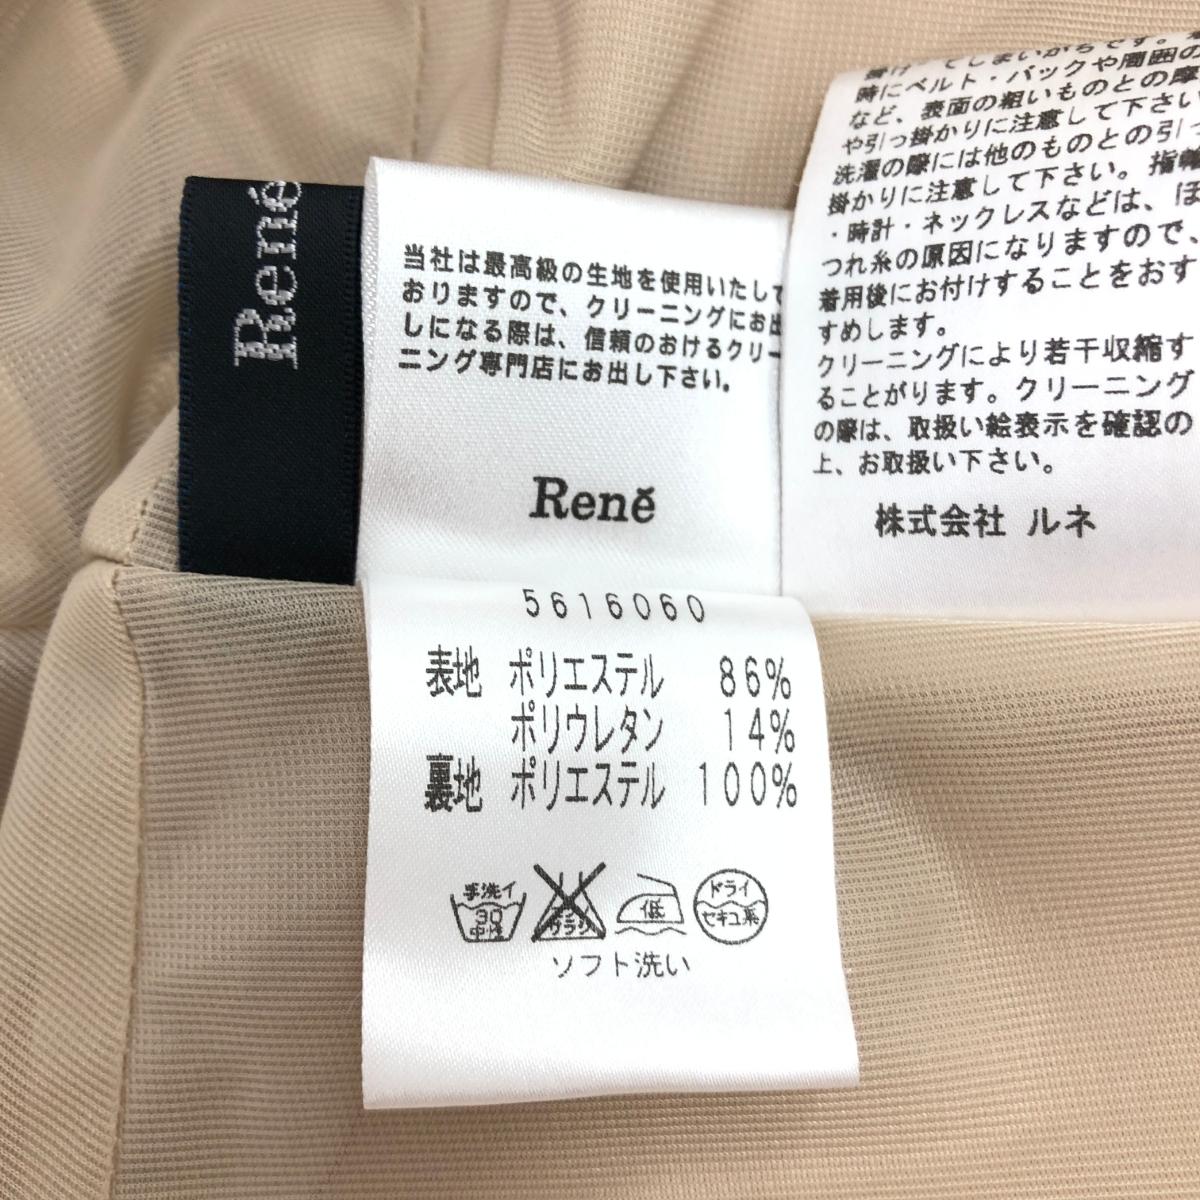 René
当社は最高級の生地を使用いたして
おりますので、クリーニングにお出
しになる際は、信頼のおけるクリー
ニング専門店にお出し下さい。
René
5616060
表地 ポリエステル 86%
ポリウレタン 14%
裏地 ポリエステル 100%
手洗イ
30
中性
サラシ
低
ドライ
セキユ系
ソフト洗い
掛けてしまいがちです。
時にベルト・バックや周囲の
など、表面の粗いものとの摩
や引っ掛かりに注意して下さい
洗濯の際には他のものとの引っ
掛かりに注意して下さい。指輪
・時計・ネックレスなどは、ほ
つれ糸の原因になりますので、
着用後にお付けすることをおす
すめします。
クリーニングにより若干収縮す
ることがります。クリーニング
の際は、取扱い絵表示を確認の
上、お取扱い下さい。
株式会社 ルネ